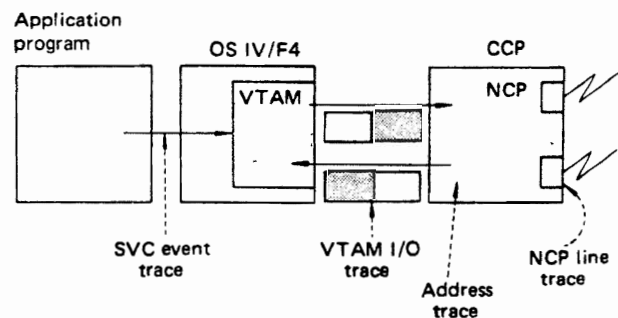 Application
program
OS IV/F4
CCP
VTAM
NCP
SVC event
trace
VTAM I/O
trace
Address
trace
NCP line
trace